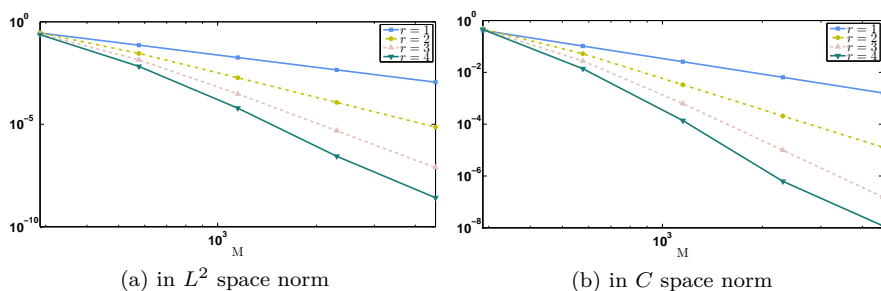 10^0
10^-5
10^-10
10^3
M
r = 1
r = 2
r = 3
r = 4
(a) in L^2 space norm
10^0
10^-2
10^-4
10^-6
10^-8
10^3
M
r = 1
r = 2
r = 3
r = 4
(b) in C space norm